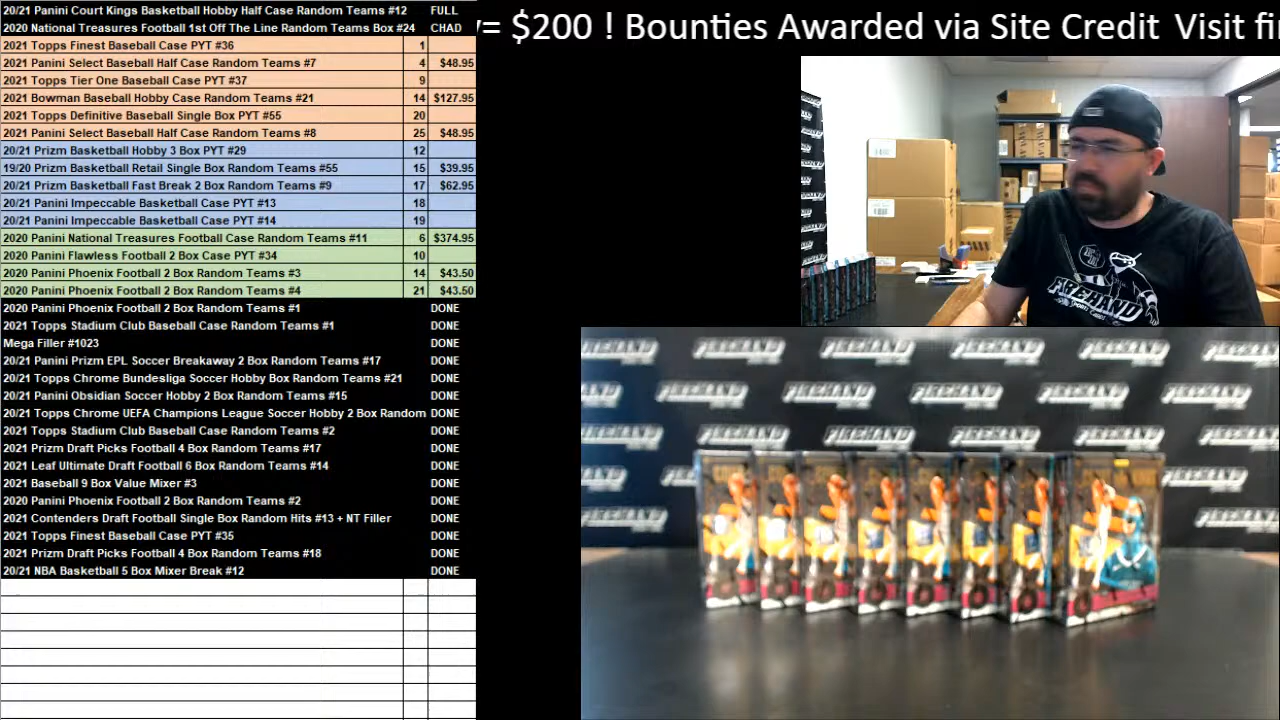 20/21 Panini Court Kings Basketball Hobby Half Case Random Teams #12 FULL
2020 National Treasures Football 1st Off The Line Random Teams Box #24 CHAD
2021 Topps Finest Baseball Case PYT #36 1
2021 Panini Select Baseball Half Case Random Teams #7 4 $48.95
2021 Topps Tier One Baseball Case PYT #37 9
2021 Bowman Baseball Hobby Case Random Teams #21 14 $127.95
2021 Topps Definitive Baseball Single Box PYT #55 20
2021 Panini Select Baseball Half Case Random Teams #8 25 $48.95
20/21 Prizm Basketball Hobby 3 Box PYT #29 12
19/20 Prizm Basketball Retail Single Box Random Teams #55 15 $39.95
20/21 Prizm Basketball Fast Break 2 Box Random Teams #9 17 $62.95
20/21 Panini Impeccable Basketball Case PYT #13 18
20/21 Panini Impeccable Basketball Case PYT #14 19
2020 Panini National Treasures Football Case Random Teams #11 6 $374.95
2020 Panini Flawless Football 2 Box Case PYT #34 10
2020 Panini Phoenix Football 2 Box Random Teams #3 14 $43.50
2020 Panini Phoenix Football 2 Box Random Teams #4 21 $43.50
2020 Panini Phoenix Football 2 Box Random Teams #1 DONE
2021 Topps Stadium Club Baseball Case Random Teams #1 DONE
Mega Filler #1023 DONE
20/21 Panini Prizm EPL Soccer Breakaway 2 Box Random Teams #17 DONE
20/21 Topps Chrome Bundesliga Soccer Hobby Box Random Teams #21 DONE
20/21 Panini Obsidian Soccer Hobby 2 Box Random Teams #15 DONE
20/21 Topps Chrome UEFA Champions League Soccer Hobby 2 Box Random DONE
2021 Topps Stadium Club Baseball Case Random Teams #2 DONE
2021 Prizm Draft Picks Football 4 Box Random Teams #17 DONE
2021 Leaf Ultimate Draft Football 6 Box Random Teams #14 DONE
2021 Baseball 9 Box Value Mixer #3 DONE
2020 Panini Phoenix Football 2 Box Random Teams #2 DONE
2021 Contenders Draft Football Single Box Random Hits #13 + NT Filler DONE
2021 Topps Finest Baseball Case PYT #35 DONE
2021 Prizm Draft Picks Football 4 Box Random Teams #18 DONE
20/21 NBA Basketball 5 Box Mixer Break #12 DONE
= $200 ! Bounties Awarded via Site Credit Visit fi
FIREHAND
SPORTS CARDS
FIREHAND FIREHAND FIREHAND FIREHAND